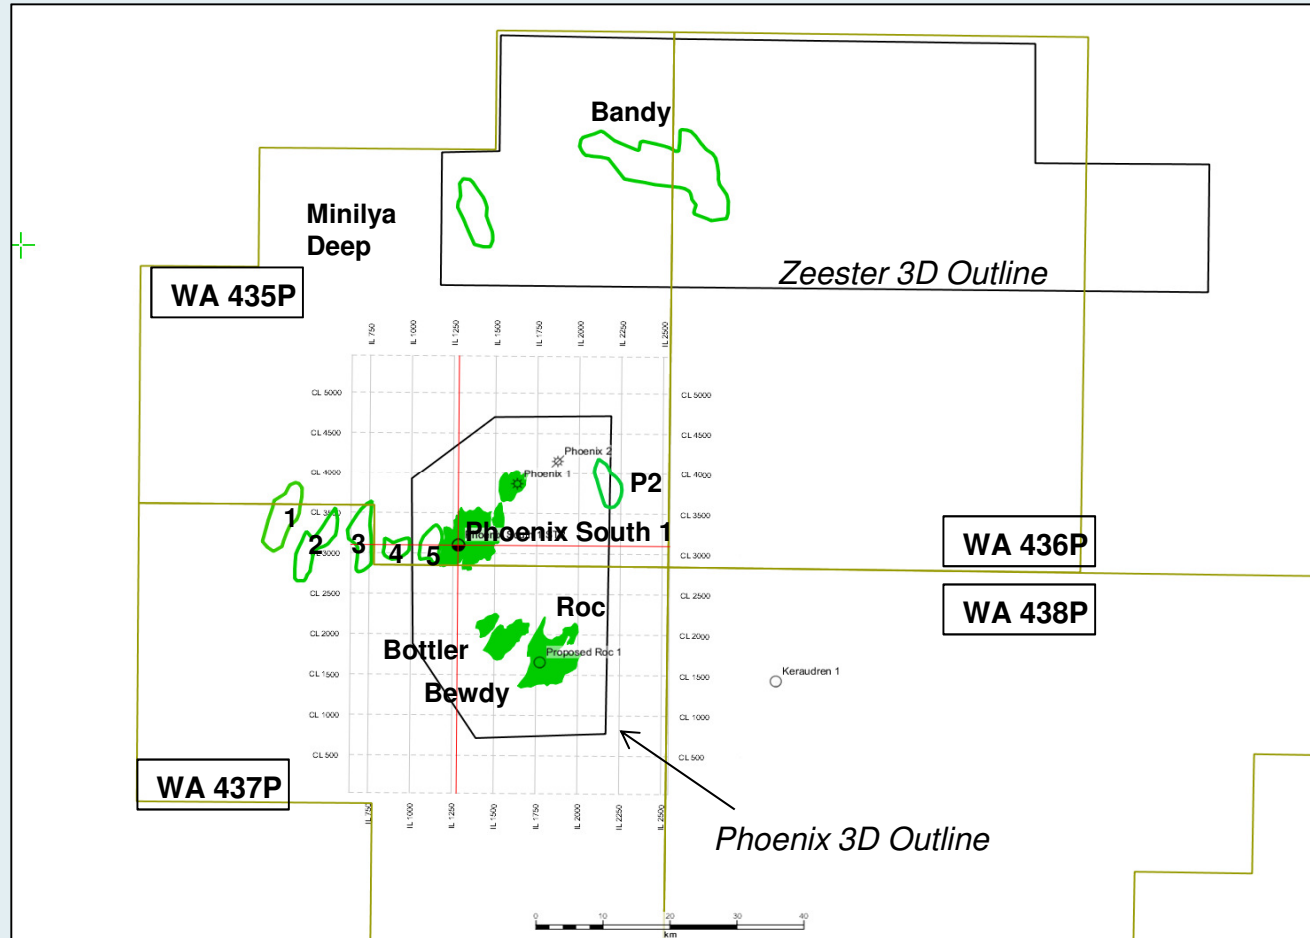 Bandy
Minilya
Deep
Zeester 3D Outline
WA 435P
IL 750
IL 1000
IL 1250
IL 1500
IL 1750
IL 2000
IL 2250
IL 2500
CL 5000
CL 5000
CL 4500
CL 4500
Phoenix 2
CL 4000
Phoenix 1
P2
CL 4000
CL 3500
1
CL 3500
Phoenix South 1
2
3
4
5
CL 3000
CL 3000
WA 436P
CL 2500
CL 2500
WA 438P
Roc
CL 2000
CL 2000
Bottler
Proposed Roc 1
Keraudren 1
CL 1500
CL 1500
Bewdy
CL 1000
CL 1000
CL 500
CL 500
WA 437P
IL 750
IL 1000
IL 1250
IL 1500
IL 1750
IL 2000
IL 2250
IL 2500
Phoenix 3D Outline
0 10 20 30 40
km